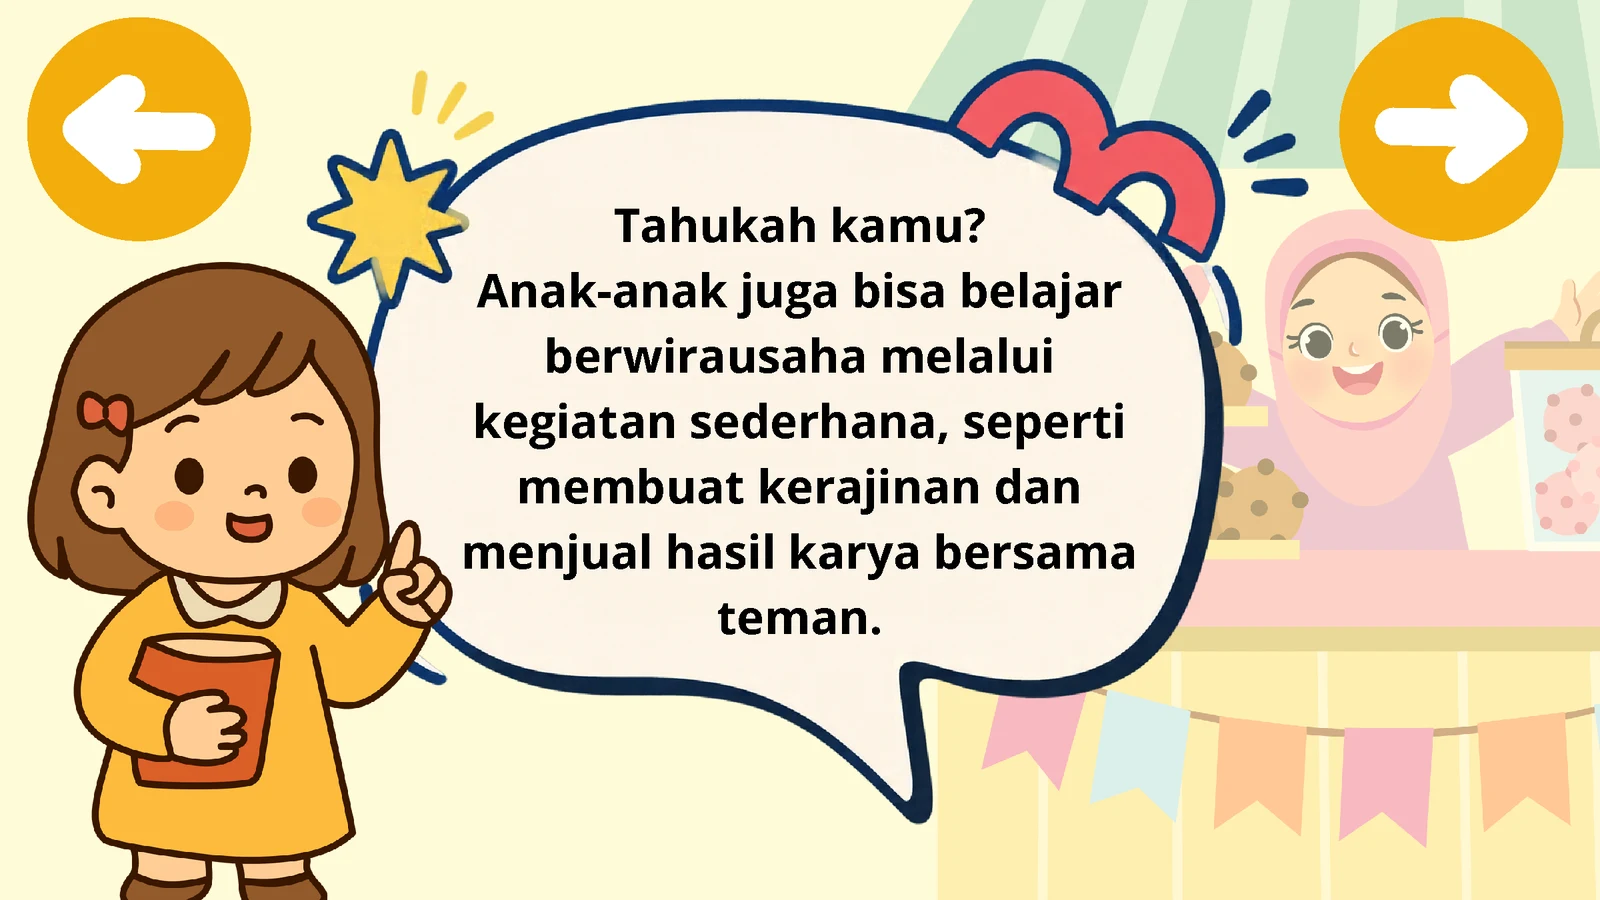 Tahukah kamu?
Anak-anak juga bisa belajar
berwirausaha melalui
kegiatan sederhana, seperti
membuat kerajinan dan
menjual hasil karya bersama
teman.